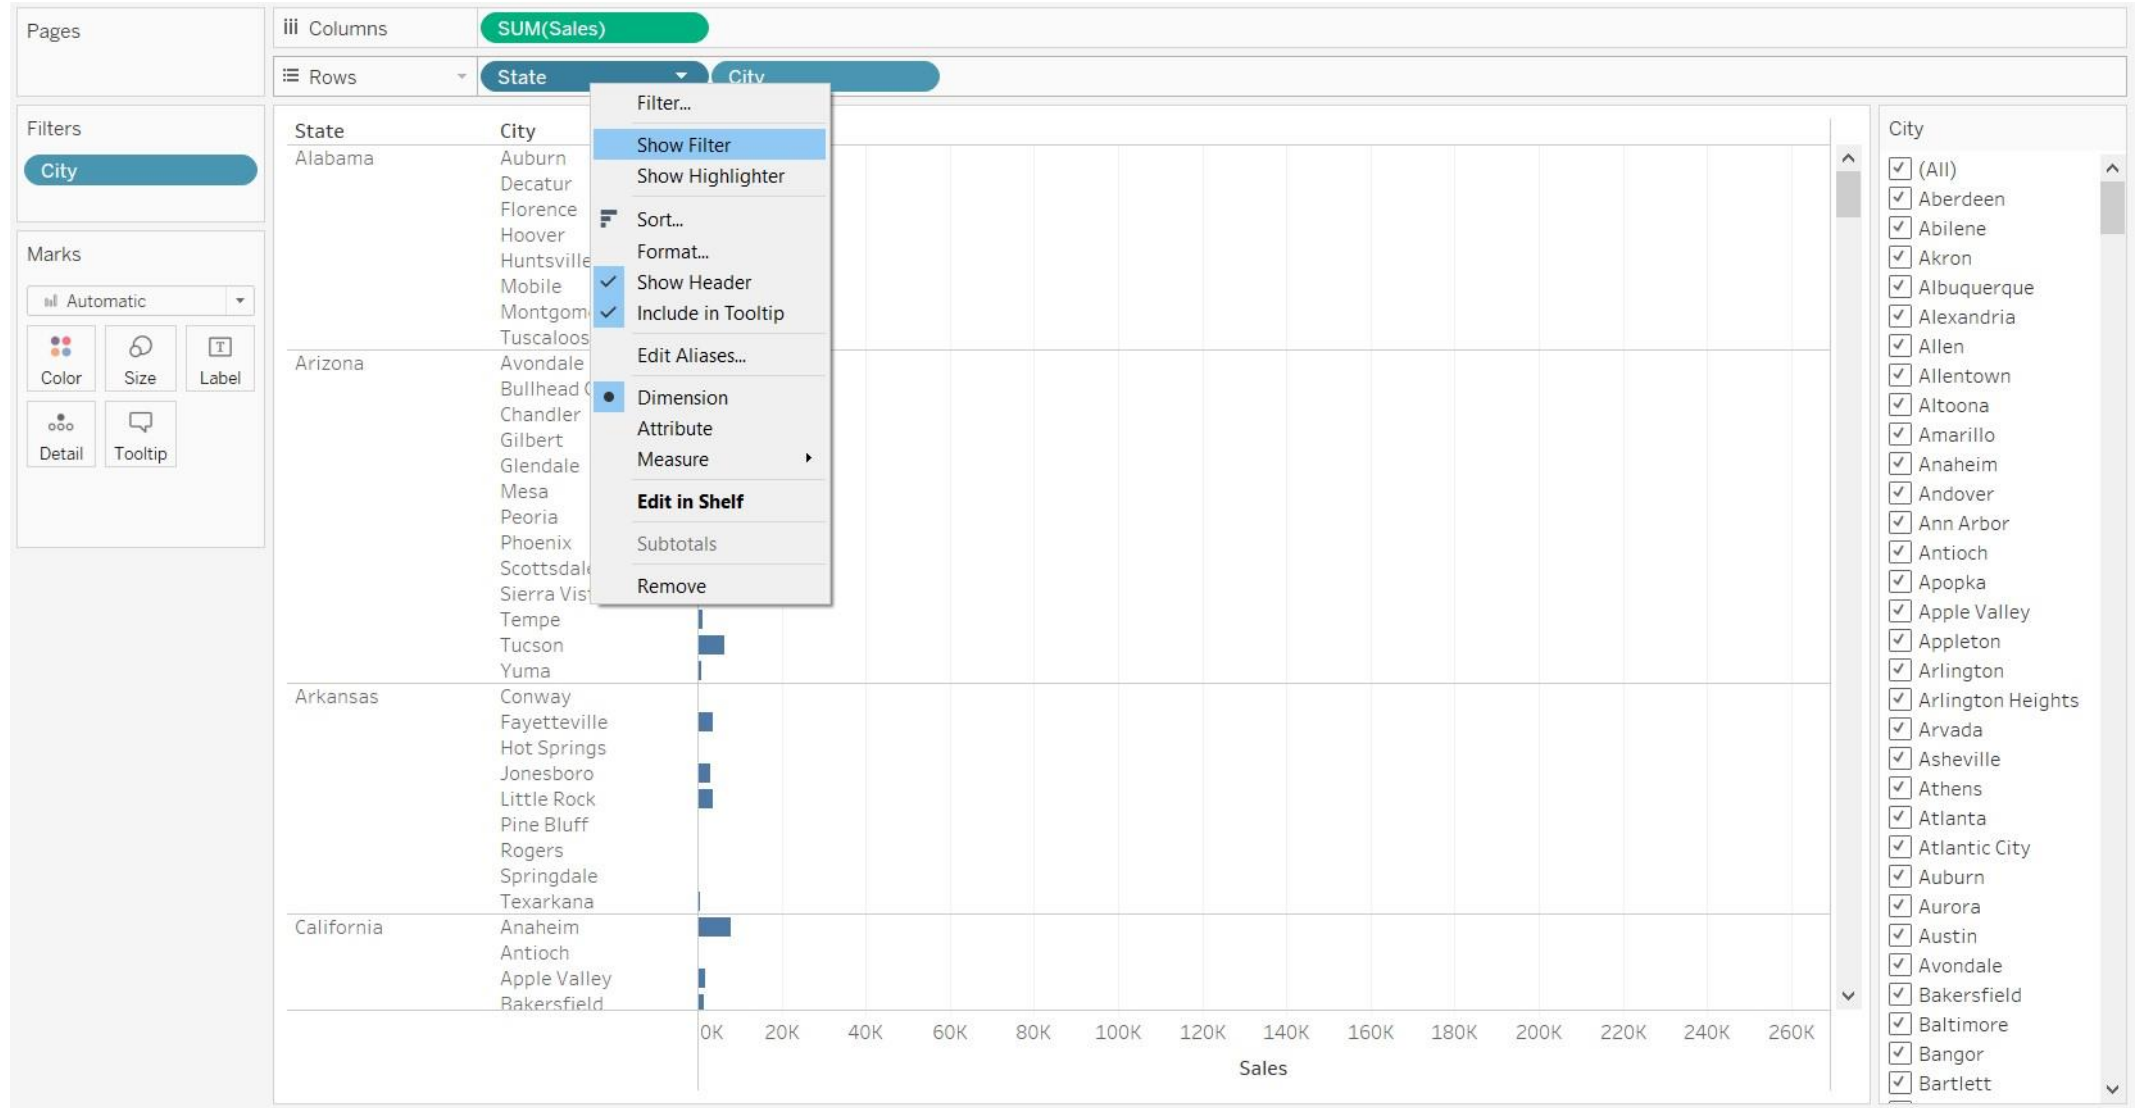 Pages
Columns
SUM(Sales)
Rows
State
City
Filters
City
Marks
Automatic
Color
Size
Label
Detail
Tooltip
State
City
Alabama
Auburn
Decatur
Florence
Hoover
Huntsville
Mobile
Montgom
Tuscaloos
Arizona
Avondale
Bullhead
Chandler
Gilbert
Glendale
Mesa
Peoria
Phoenix
Scottsdale
Sierra Vis
Tempe
Tucson
Yuma
Arkansas
Conway
Fayetteville
Hot Springs
Jonesboro
Little Rock
Pine Bluff
Rogers
Springdale
Texarkana
California
Anaheim
Antioch
Apple Valley
Bakersfield
Filter...
Show Filter
Show Highlighter
Sort...
Format...
Show Header
Include in Tooltip
Edit Aliases...
Dimension
Attribute
Measure
Edit in Shelf
Subtotals
Remove
0K 20K 40K 60K 80K 100K 120K 140K 160K 180K 200K 220K 240K 260K
Sales
City
(All)
Aberdeen
Abilene
Akron
Albuquerque
Alexandria
Allen
Allentown
Altoona
Amarillo
Anaheim
Andover
Ann Arbor
Antioch
Apopka
Apple Valley
Appleton
Arlington
Arlington Heights
Arvada
Asheville
Athens
Atlanta
Atlantic City
Auburn
Aurora
Austin
Avondale
Bakersfield
Baltimore
Bangor
Bartlett